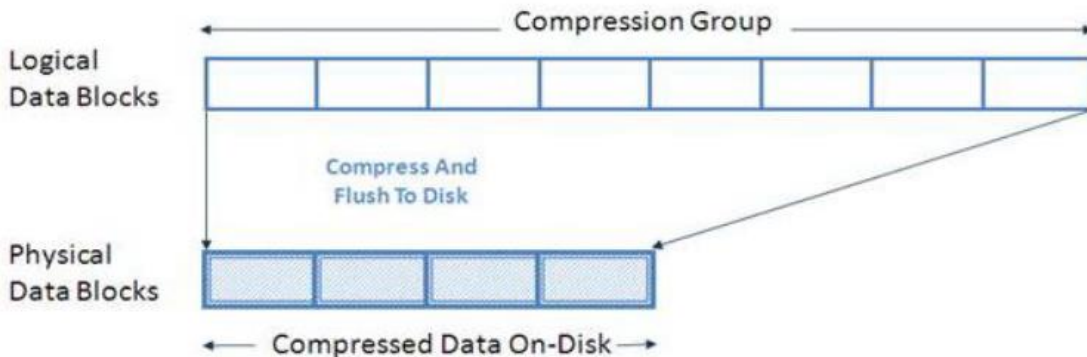 Compression Group
Logical
Data Blocks
Compress And
Flush To Disk
Physical
Data Blocks
Compressed Data On-Disk